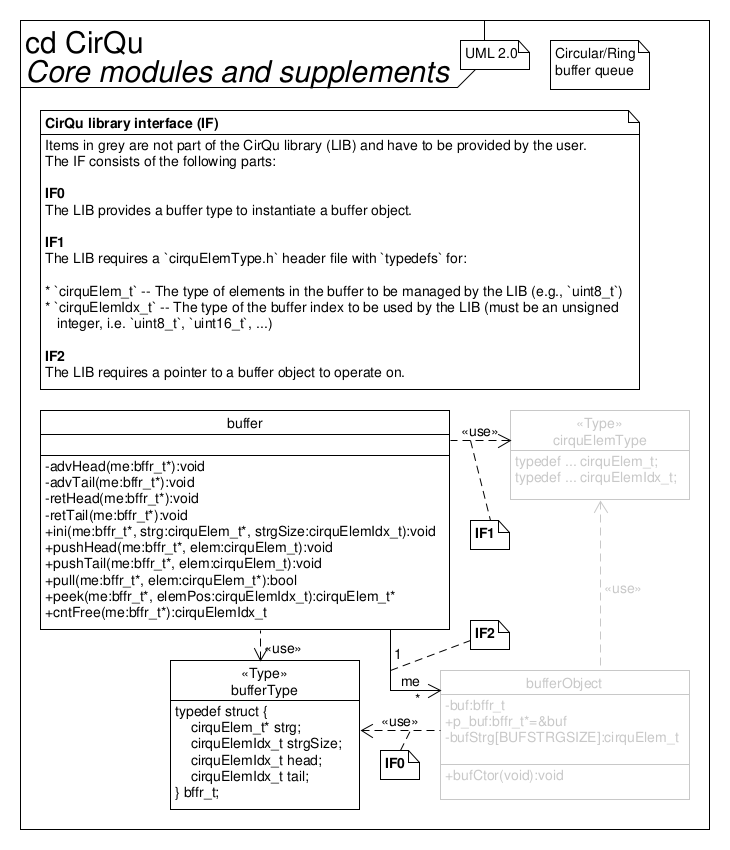 cd CirQu
Core modules and supplements
UML 2.0
Circular/Ring
buffer queue
CirQu library interface (IF)
Items in grey are not part of the CirQu library (LIB) and have to be provided by the user.
The IF consists of the following parts:
IF0
The LIB provides a buffer type to instantiate a buffer object.
IF1
The LIB requires a `cirquElemType.h` header file with `typedefs` for:
* `cirquElem_t` -- The type of elements in the buffer to be managed by the LIB (e.g., `uint8_t`)
* `cirquElemIdx_t` -- The type of the buffer index to be used by the LIB (must be an unsigned
integer, i.e. `uint8_t`, `uint16_t`, ...)
IF2
The LIB requires a pointer to a buffer object to operate on.
buffer
-advHead(me:bffr_t*):void
-advTail(me:bffr_t*):void
-retHead(me:bffr_t*):void
-retTail(me:bffr_t*):void
+ini(me:bffr_t*, strg:cirquElem_t*, strgSize:cirquElemIdx_t):void
+pushHead(me:bffr_t*, elem:cirquElem_t):void
+pushTail(me:bffr_t*, elem:cirquElem_t):void
+pull(me:bffr_t*, elem:cirquElem_t*):bool
+peek(me:bffr_t*, elemPos:cirquElemIdx_t):cirquElem_t*
+cntFree(me:bffr_t*):cirquElemIdx_t
«use»
«Type»
cirquElemType
typedef ... cirquElem_t;
typedef ... cirquElemIdx_t;
IF1
«use»
IF2
«use»
1
me
*
«Type»
bufferType
typedef struct {
cirquElem_t* strg;
cirquElemIdx_t strgSize;
cirquElemIdx_t head;
cirquElemIdx_t tail;
} bffr_t;
«use»
IF0
bufferObject
-buf:bffr_t
+p_buf:bffr_t*=&buf
-bufStrg[BUFSTRGSIZE]:cirquElem_t
+bufCtor(void):void